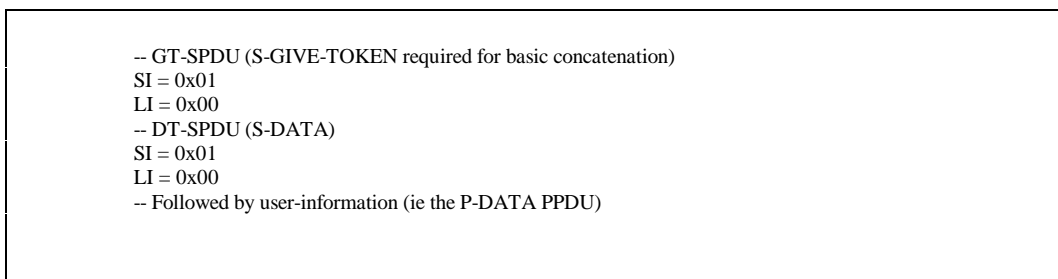 -- GT-SPDU (S-GIVE-TOKEN required for basic concatenation)
SI = 0x01
LI = 0x00
-- DT-SPDU (S-DATA)
SI = 0x01
LI = 0x00
-- Followed by user-information (ie the P-DATA PPDU)